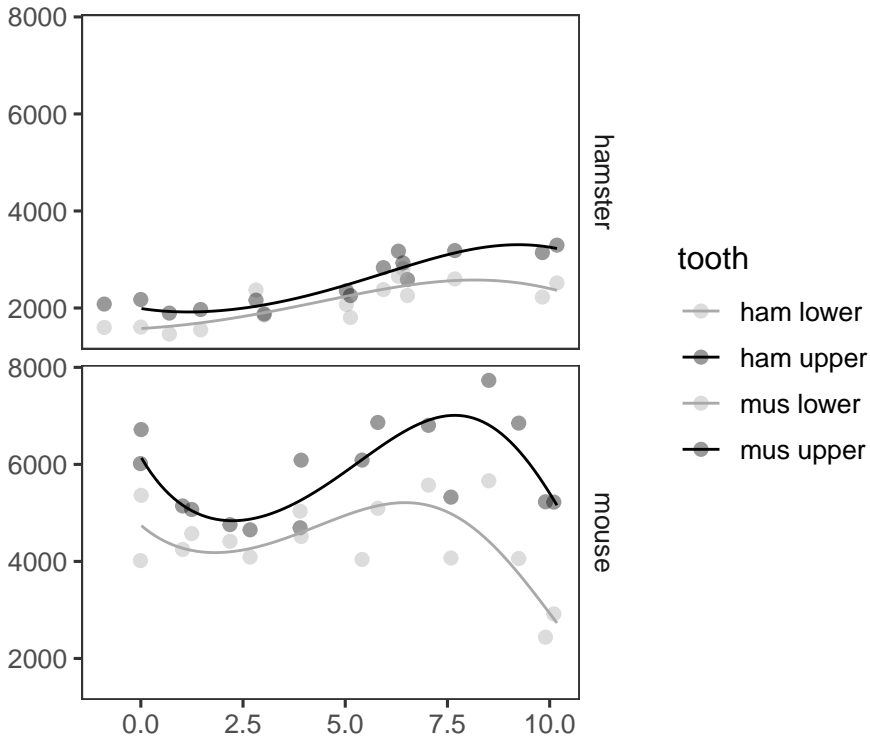 8000
6000
4000
2000
hamster
8000
6000
4000
2000
mouse
0.0 2.5 5.0 7.5 10.0
tooth
ham lower
ham upper
mus lower
mus upper